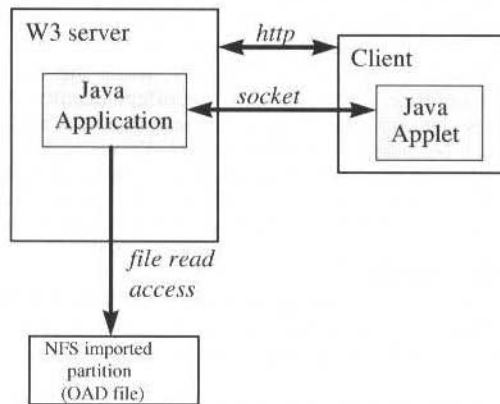 W3 server
http
Client
Java
Application
socket
Java
Applet
file read
access
NFS imported
partition
(OAD file)